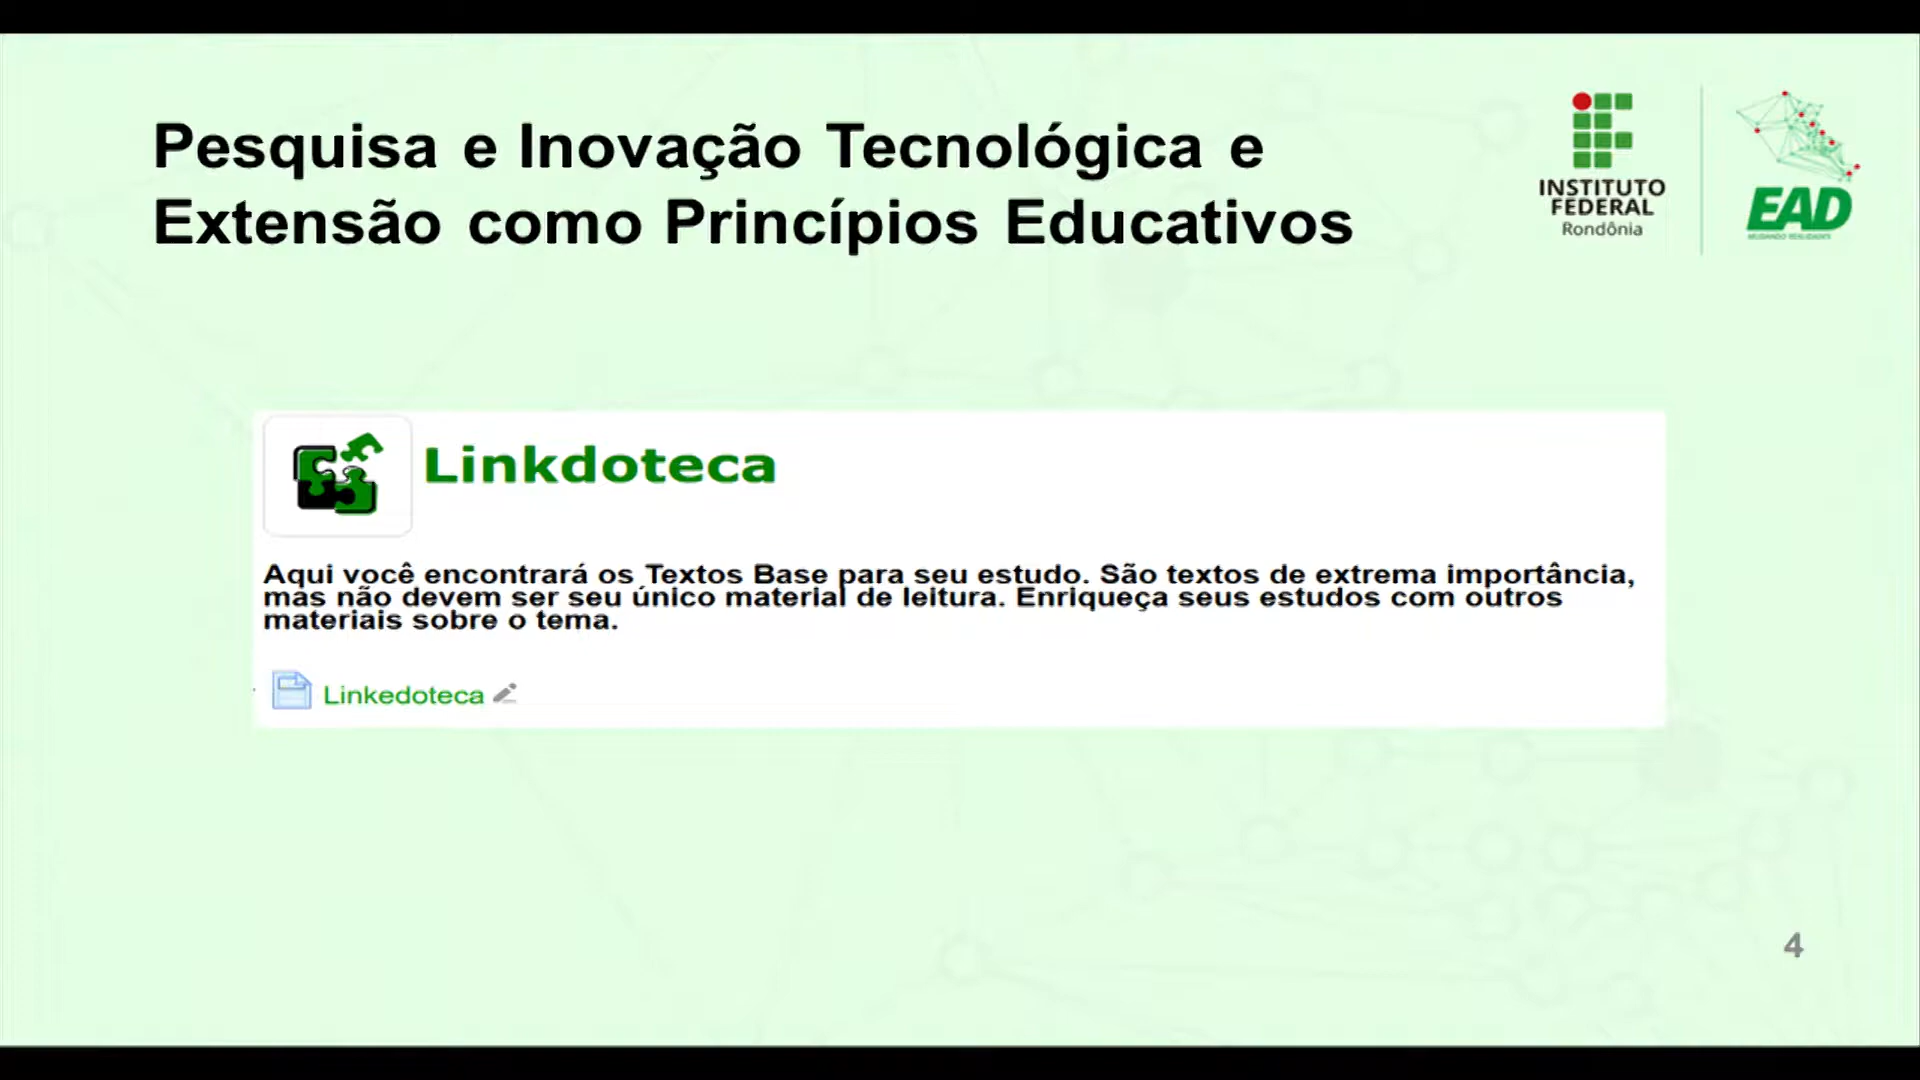 Pesquisa e Inovação Tecnológica e
Extensão como Princípios Educativos
INSTITUTO
FEDERAL
Rondônia
EAD
MUDANDO REALIDADES
Linkdoteca
Aqui você encontrará os Textos Base para seu estudo. São textos de extrema importância,
mas não devem ser seu único material de leitura. Enriqueça seus estudos com outros
materiais sobre o tema.
Linkedoteca
4